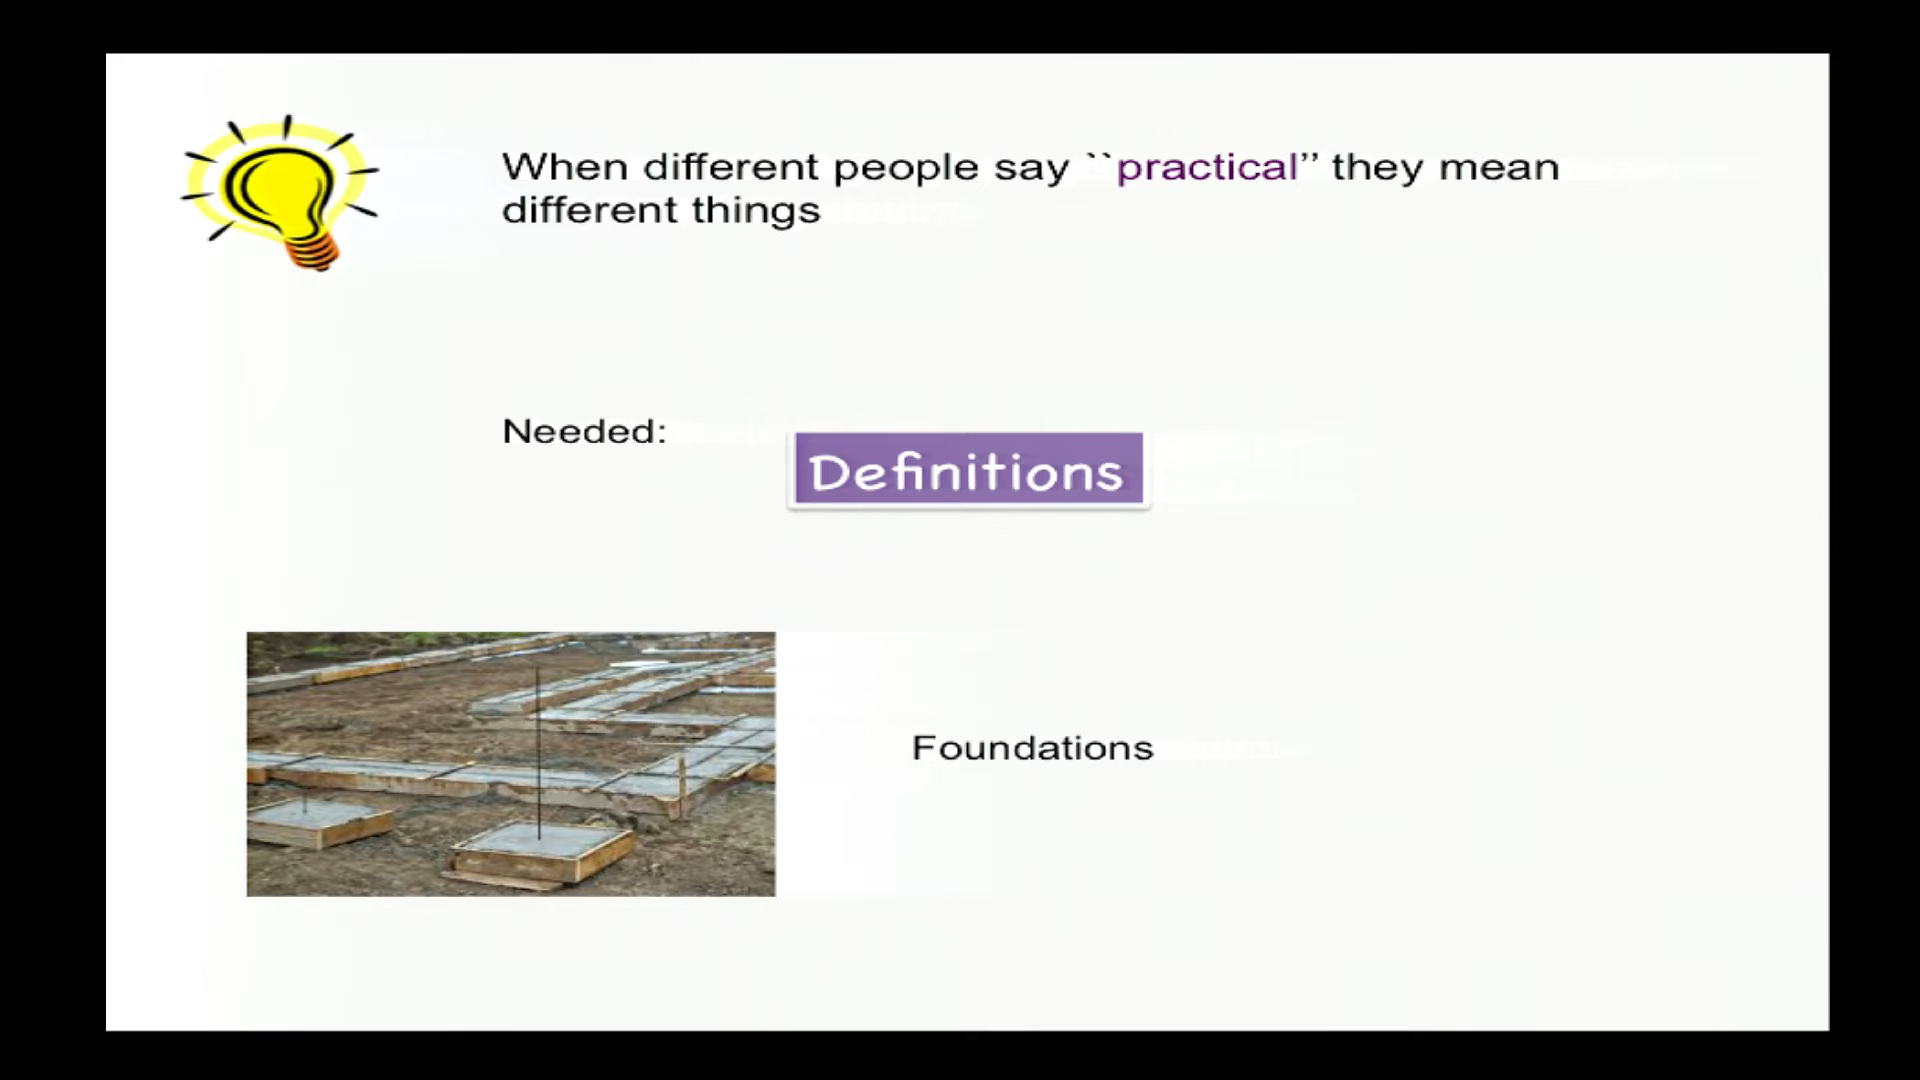 When different people say ``practical'' they mean
different things
Needed:
Definitions
Foundations